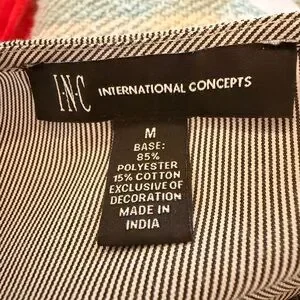 I·N·C INTERNATIONAL CONCEPTS
M
BASE:
85%
POLYESTER
15% COTTON
EXCLUSIVE OF
DECORATION
MADE IN
INDIA